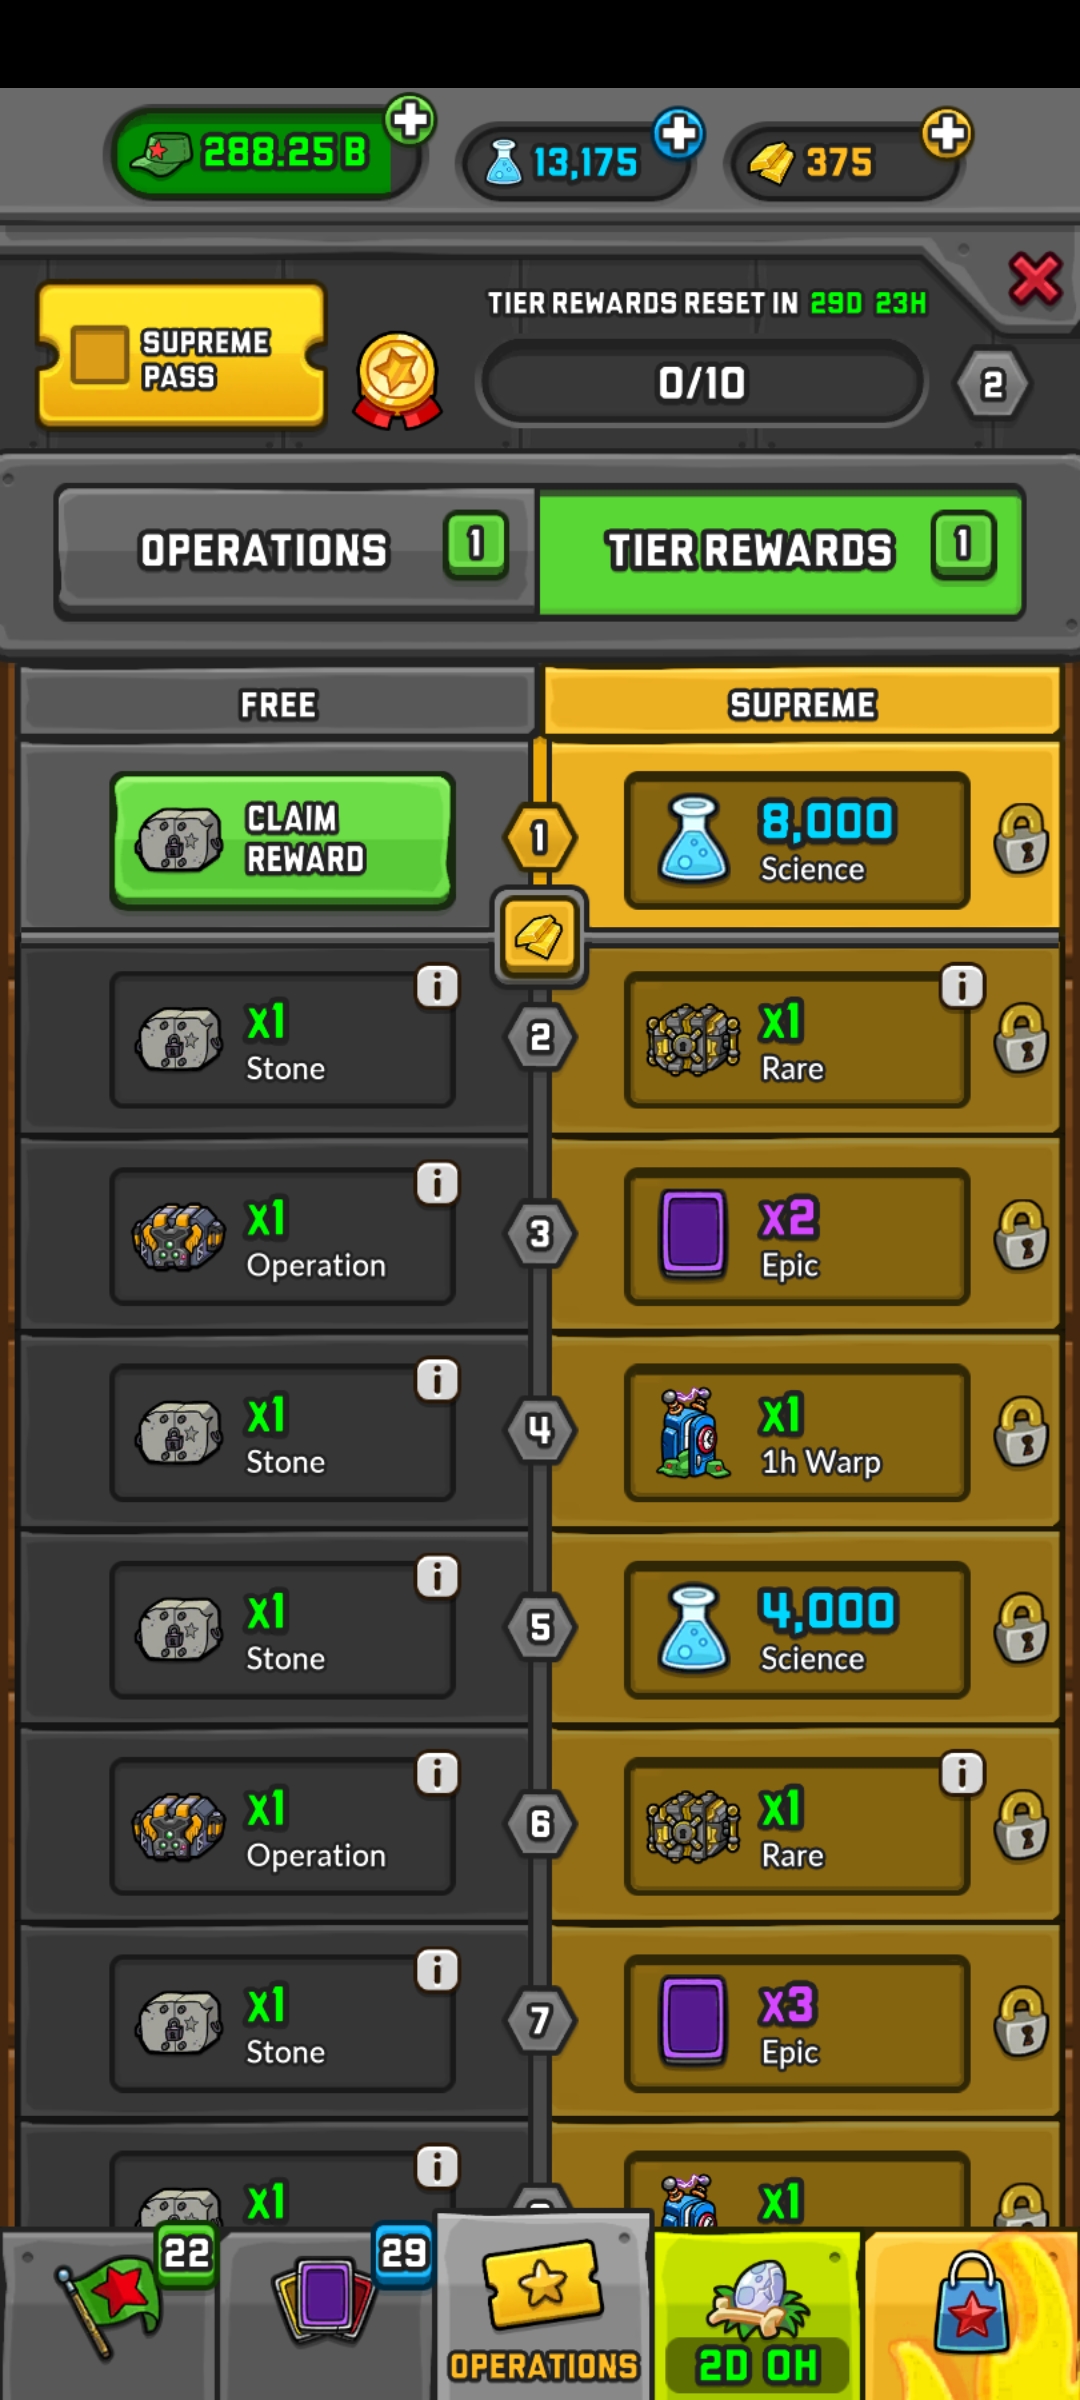 288.25 B
13,175
375
TIER REWARDS RESET IN 29D 23H
SUPREME
PASS
0/10
2
OPERATIONS 1
TIER REWARDS 1
FREE
SUPREME
CLAIM
REWARD
1
8,000
Science
x1
Stone
2
x1
Rare
x1
Operation
3
x2
Epic
x1
Stone
4
x1
1h Warp
x1
Stone
5
4,000
Science
x1
Operation
6
x1
Rare
x1
Stone
7
x3
Epic
x1
x1
22
29
OPERATIONS
2D 0H